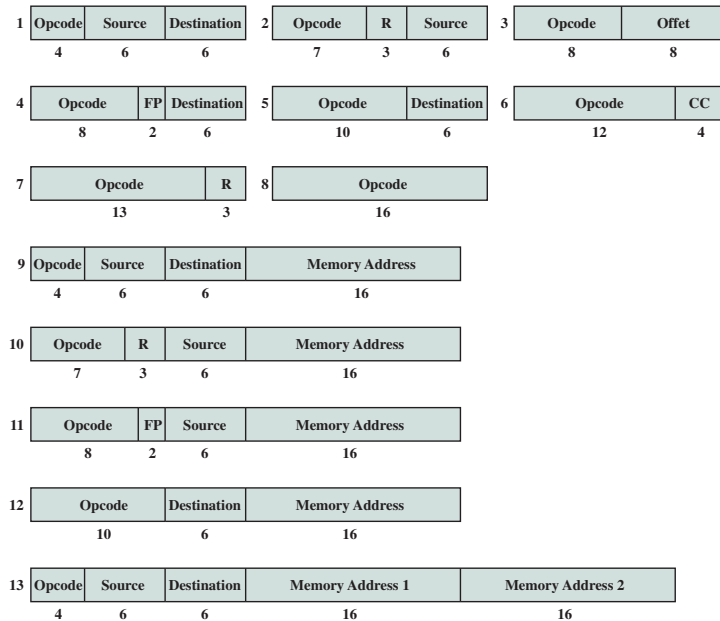 1 Opcode Source Destination 2 Opcode R Source 3 Opcode Offet
4 6 6 7 3 6 8 8
4 Opcode FP Destination 5 Opcode Destination 6 Opcode CC
8 2 6 10 6 12 4
7 Opcode R 8 Opcode
13 3 16
9 Opcode Source Destination Memory Address
4 6 6 16
10 Opcode R Source Memory Address
7 3 6 16
11 Opcode FP Source Memory Address
8 2 6 16
12 Opcode Destination Memory Address
10 6 16
13 Opcode Source Destination Memory Address 1 Memory Address 2
4 6 6 16 16